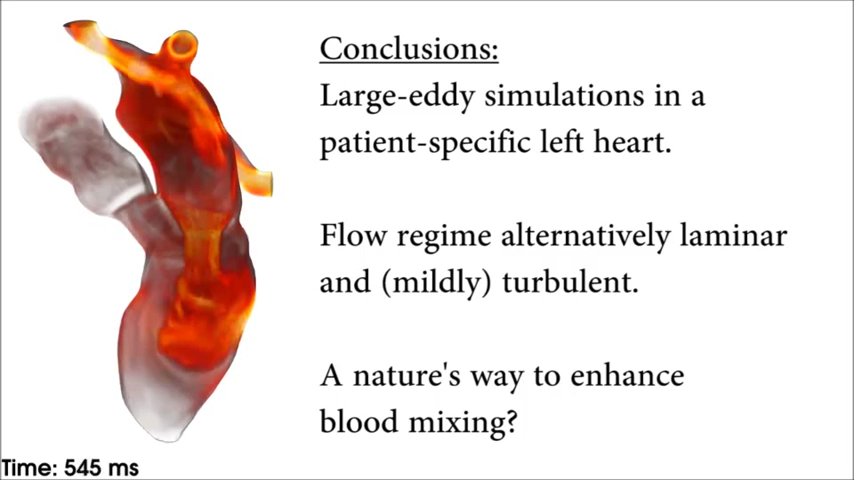 Conclusions:
Large-eddy simulations in a
patient-specific left heart.
Flow regime alternatively laminar
and (mildly) turbulent.
A nature's way to enhance
blood mixing?
Time: 545 ms